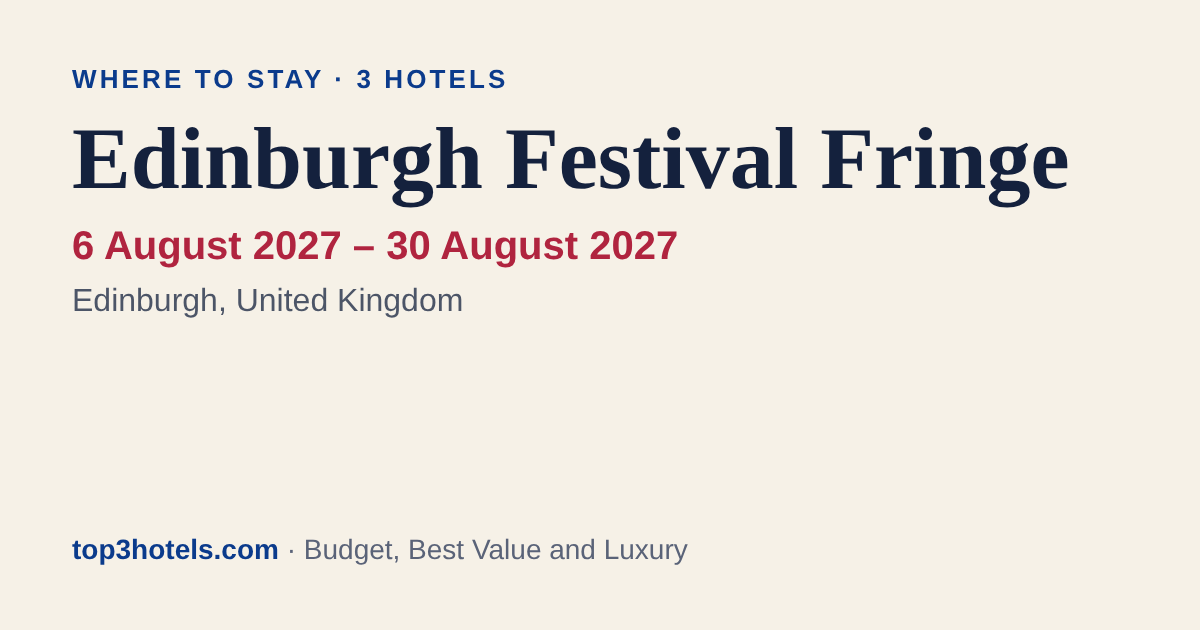 WHERE TO STAY · 3 HOTELS
Edinburgh Festival Fringe
6 August 2027 – 30 August 2027
Edinburgh, United Kingdom
top3hotels.com · Budget, Best Value and Luxury